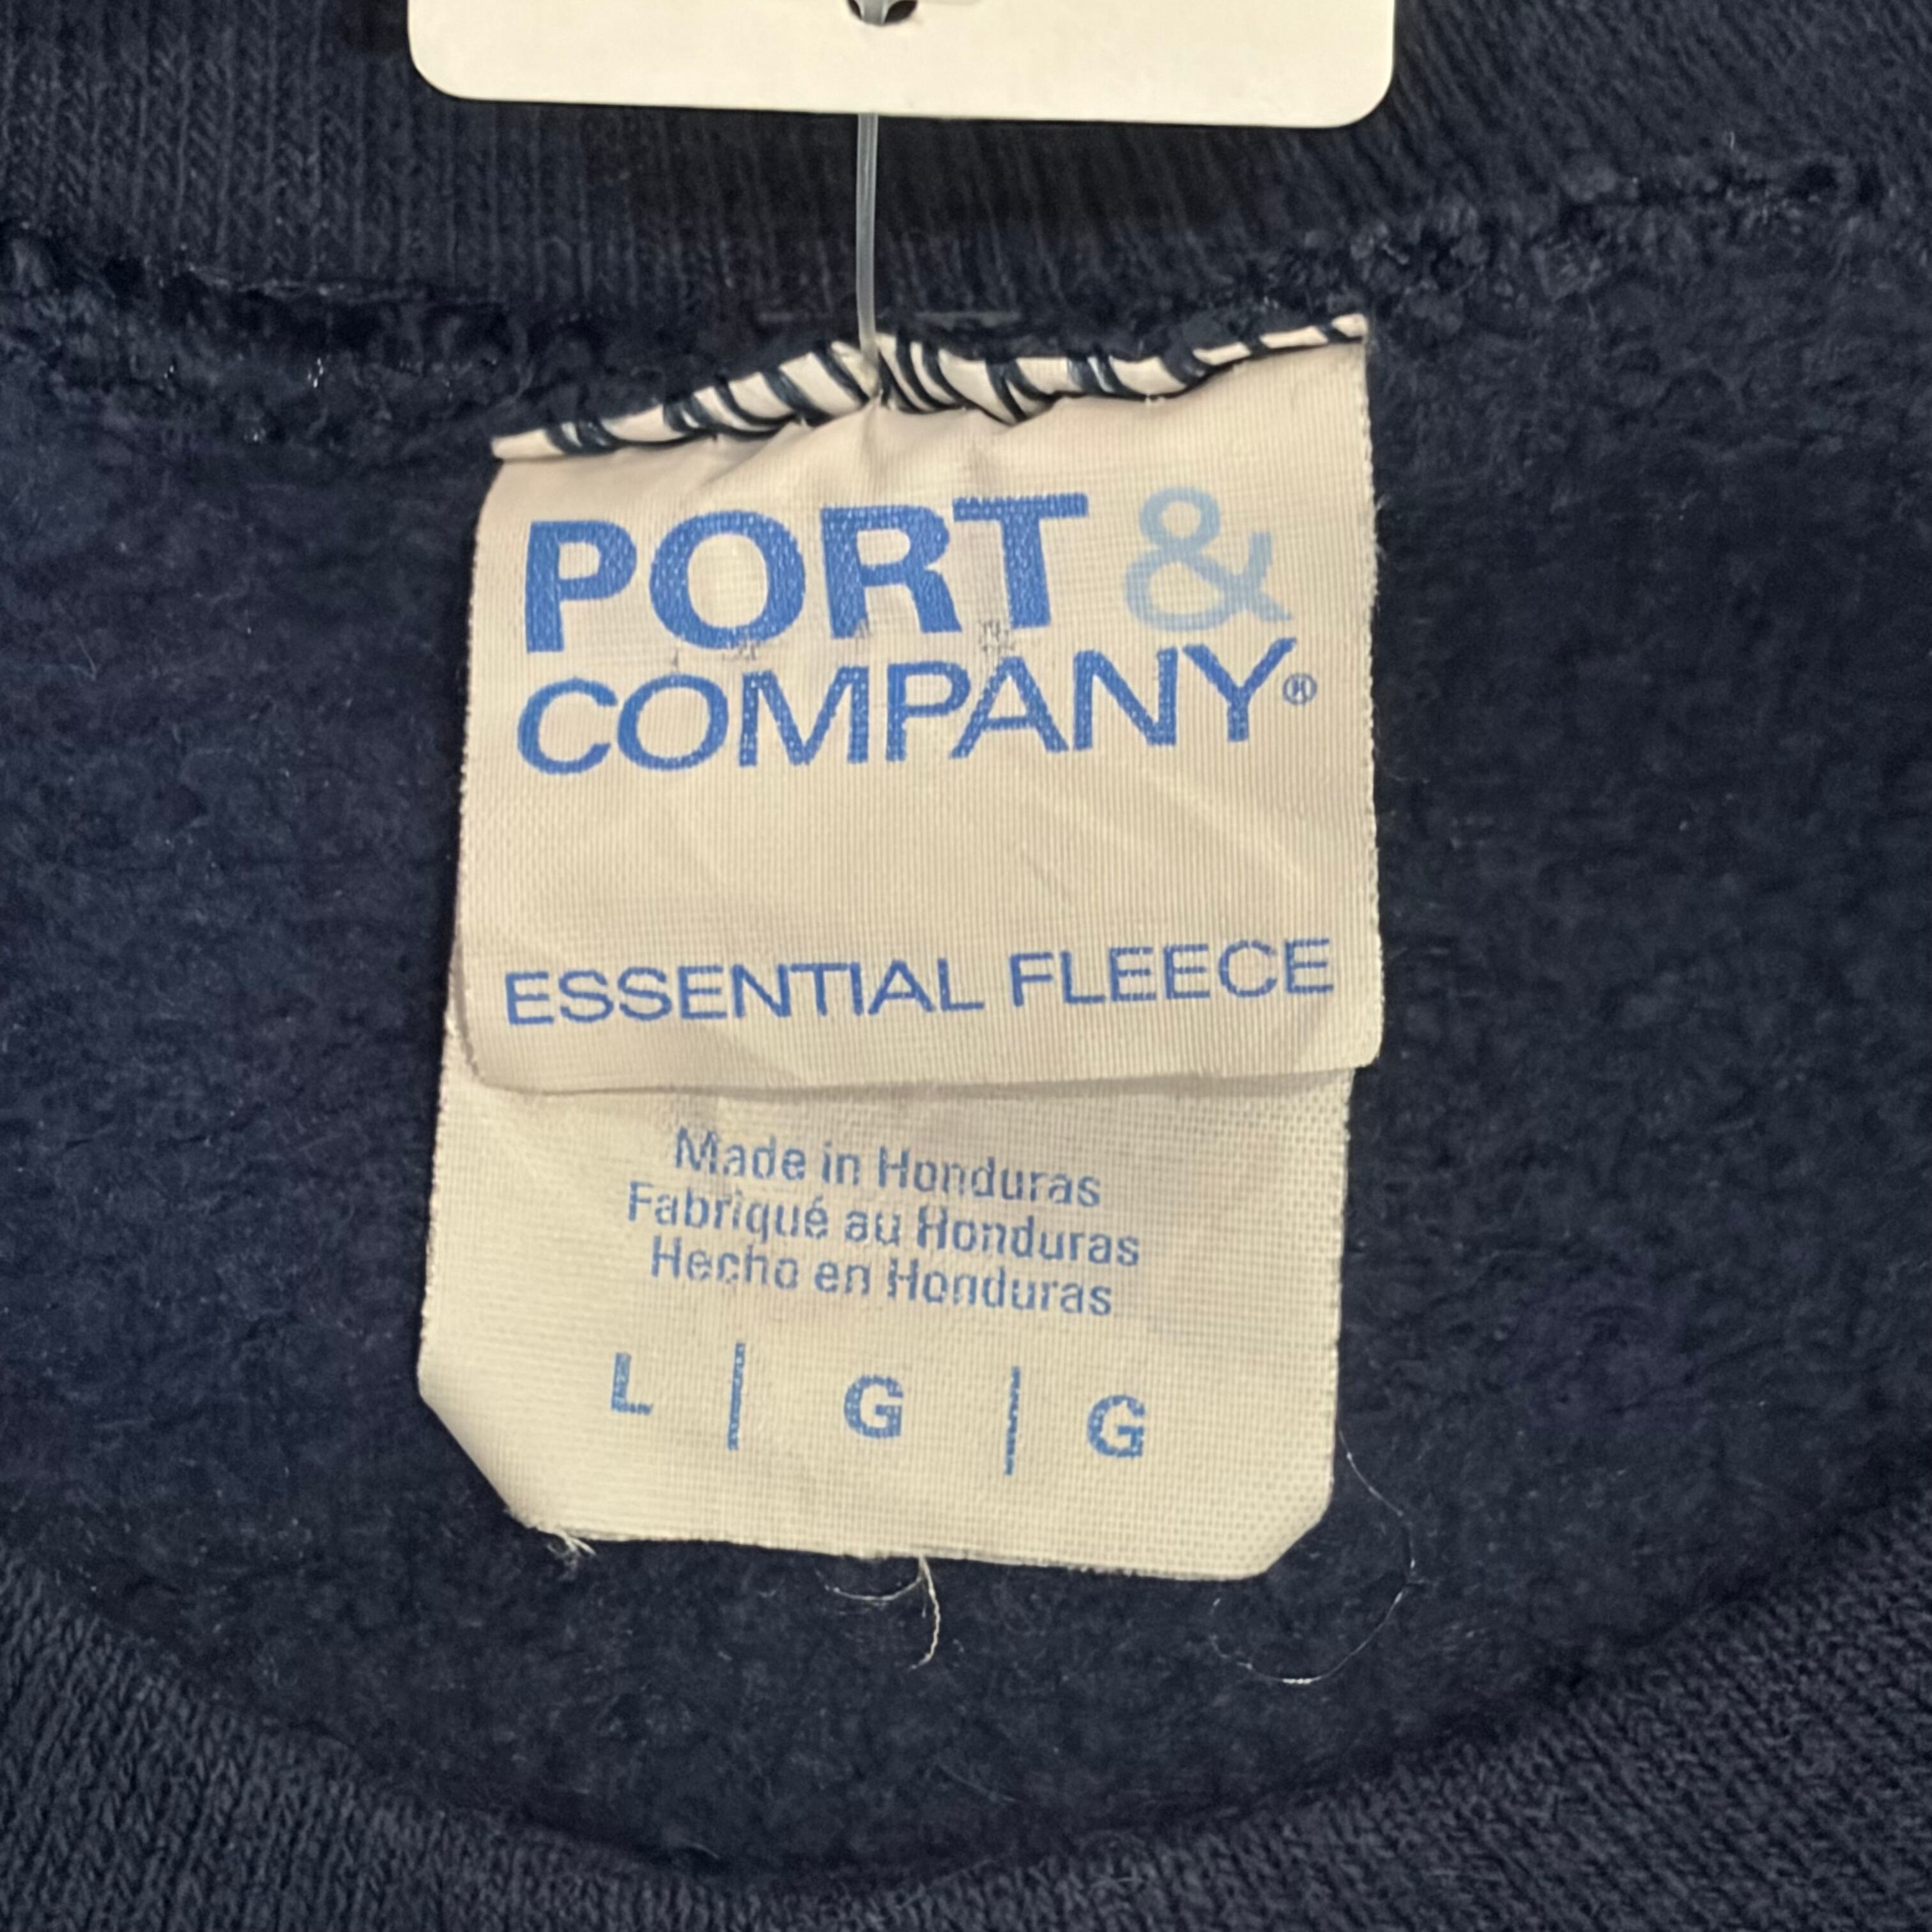 PORT &
COMPANY®
ESSENTIAL FLEECE
Made in Honduras
Fabriqué au Honduras
Hecho en Honduras
L | G | G